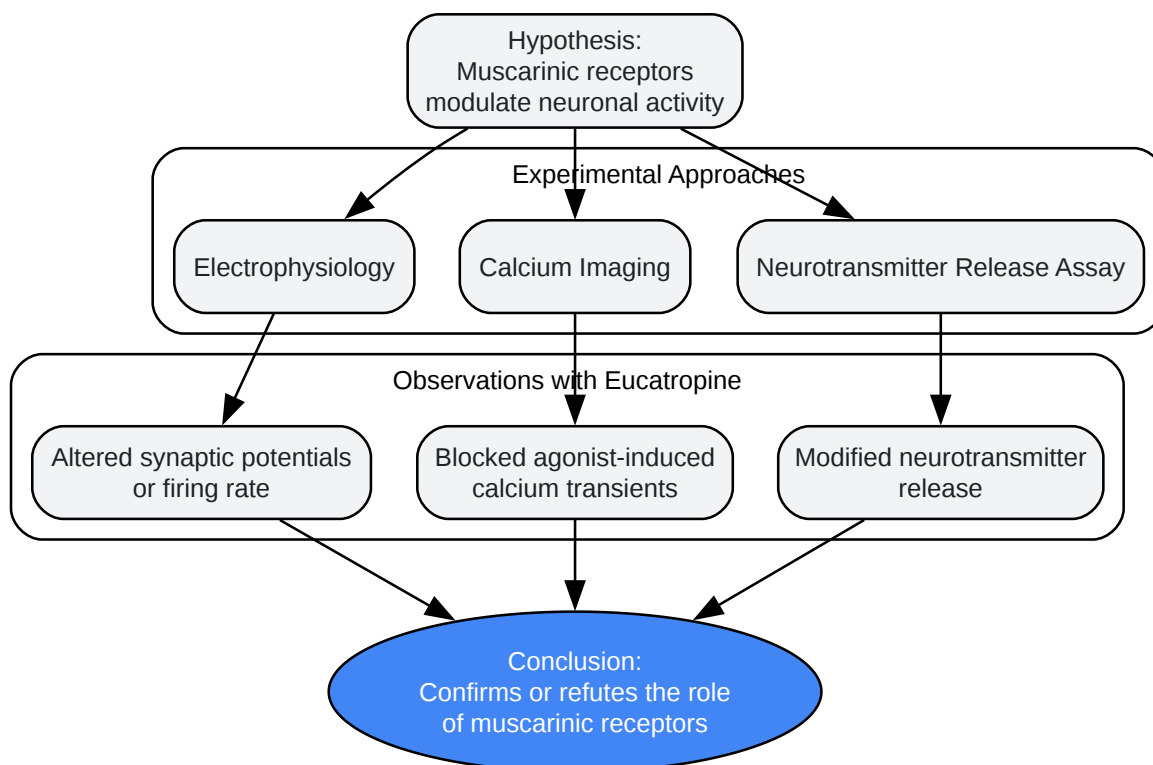 Hypothesis:
Muscarinic receptors
modulate neuronal activity
Experimental Approaches
Electrophysiology
Calcium Imaging
Neurotransmitter Release Assay
Observations with Eucatropine
Altered synaptic potentials
or firing rate
Blocked agonist-induced
calcium transients
Modified neurotransmitter
release
Conclusion:
Confirms or refutes the role
of muscarinic receptors